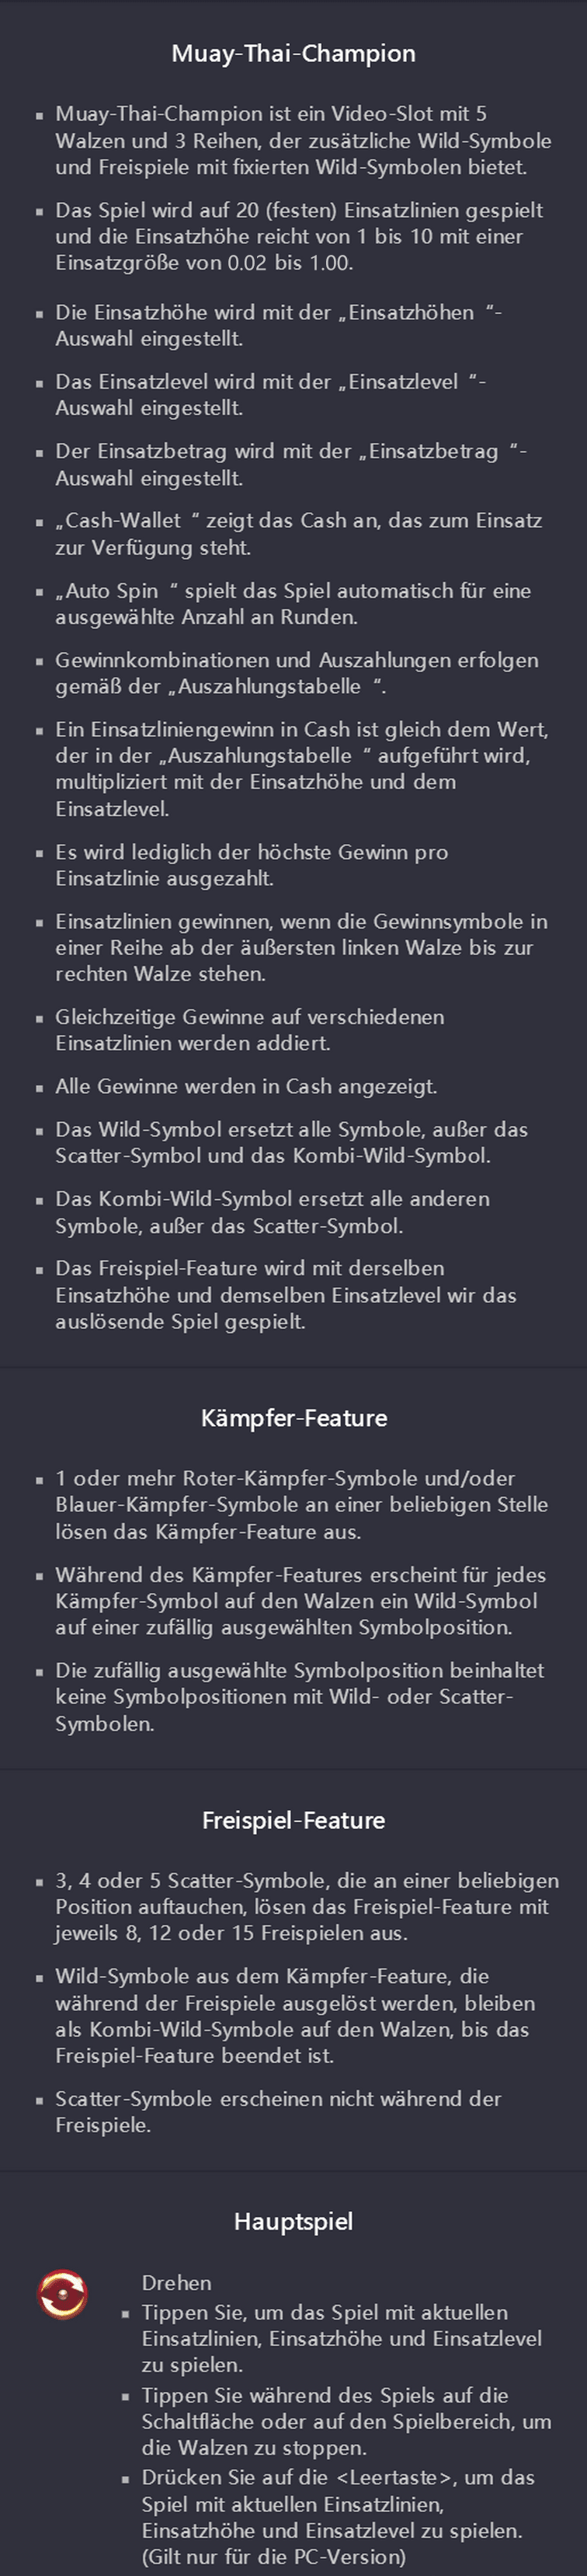 Muay-Thai-Champion
▪ Muay-Thai-Champion ist ein Video-Slot mit 5
Walzen und 3 Reihen, der zusätzliche Wild-Symbole
und Freispiele mit fixierten Wild-Symbolen bietet.
▪ Das Spiel wird auf 20 (festen) Einsatzlinien gespielt
und die Einsatzhöhe reicht von 1 bis 10 mit einer
Einsatzgröße von 0.02 bis 1.00.
▪ Die Einsatzhöhe wird mit der „Einsatzhöhen “-
Auswahl eingestellt.
▪ Das Einsatzlevel wird mit der „Einsatzlevel “-
Auswahl eingestellt.
▪ Der Einsatzbetrag wird mit der „Einsatzbetrag “-
Auswahl eingestellt.
▪ „Cash-Wallet “ zeigt das Cash an, das zum Einsatz
zur Verfügung steht.
▪ „Auto Spin “ spielt das Spiel automatisch für eine
ausgewählte Anzahl an Runden.
▪ Gewinnkombinationen und Auszahlungen erfolgen
gemäß der „Auszahlungstabelle “.
▪ Ein Einsatzliniengewinn in Cash ist gleich dem Wert,
der in der „Auszahlungstabelle “ aufgeführt wird,
multipliziert mit der Einsatzhöhe und dem
Einsatzlevel.
▪ Es wird lediglich der höchste Gewinn pro
Einsatzlinie ausgezahlt.
▪ Einsatzlinien gewinnen, wenn die Gewinnsymbole in
einer Reihe ab der äußersten linken Walze bis zur
rechten Walze stehen.
▪ Gleichzeitige Gewinne auf verschiedenen
Einsatzlinien werden addiert.
▪ Alle Gewinne werden in Cash angezeigt.
▪ Das Wild-Symbol ersetzt alle Symbole, außer das
Scatter-Symbol und das Kombi-Wild-Symbol.
▪ Das Kombi-Wild-Symbol ersetzt alle anderen
Symbole, außer das Scatter-Symbol.
▪ Das Freispiel-Feature wird mit derselben
Einsatzhöhe und demselben Einsatzlevel wir das
auslösende Spiel gespielt.
Kämpfer-Feature
▪ 1 oder mehr Roter-Kämpfer-Symbole und/oder
Blauer-Kämpfer-Symbole an einer beliebigen Stelle
lösen das Kämpfer-Feature aus.
▪ Während des Kämpfer-Features erscheint für jedes
Kämpfer-Symbol auf den Walzen ein Wild-Symbol
auf einer zufällig ausgewählten Symbolposition.
▪ Die zufällig ausgewählte Symbolposition beinhaltet
keine Symbolpositionen mit Wild- oder Scatter-
Symbolen.
Freispiel-Feature
▪ 3, 4 oder 5 Scatter-Symbole, die an einer beliebigen
Position auftauchen, lösen das Freispiel-Feature mit
jeweils 8, 12 oder 15 Freispielen aus.
▪ Wild-Symbole aus dem Kämpfer-Feature, die
während der Freispiele ausgelöst werden, bleiben
als Kombi-Wild-Symbole auf den Walzen, bis das
Freispiel-Feature beendet ist.
▪ Scatter-Symbole erscheinen nicht während der
Freispiele.
Hauptspiel
Drehen
▪ Tippen Sie, um das Spiel mit aktuellen
Einsatzlinien, Einsatzhöhe und Einsatzlevel
zu spielen.
▪ Tippen Sie während des Spiels auf die
Schaltfläche oder auf den Spielbereich, um
die Walzen zu stoppen.
▪ Drücken Sie auf die <Leertaste>, um das
Spiel mit aktuellen Einsatzlinien,
Einsatzhöhe und Einsatzlevel zu spielen.
(Gilt nur für die PC-Version)